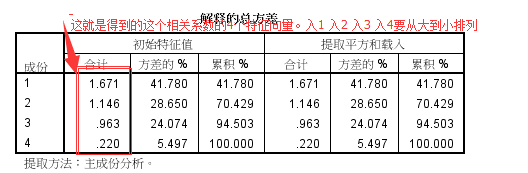 解释的总方差
这就是得到的这个相关系数的4个特征向量。入1 入2 入3 入4要从大到小排列
成份 初始特征值 提取平方和载入
合计 方差的 % 累积 % 合计 方差的 % 累积 %
1 1.671 41.780 41.780 1.671 41.780 41.780
2 1.146 28.650 70.429 1.146 28.650 70.429
3 .963 24.074 94.503 .963 24.074 94.503
4 .220 5.497 100.000 .220 5.497 100.000
提取方法：主成份分析。